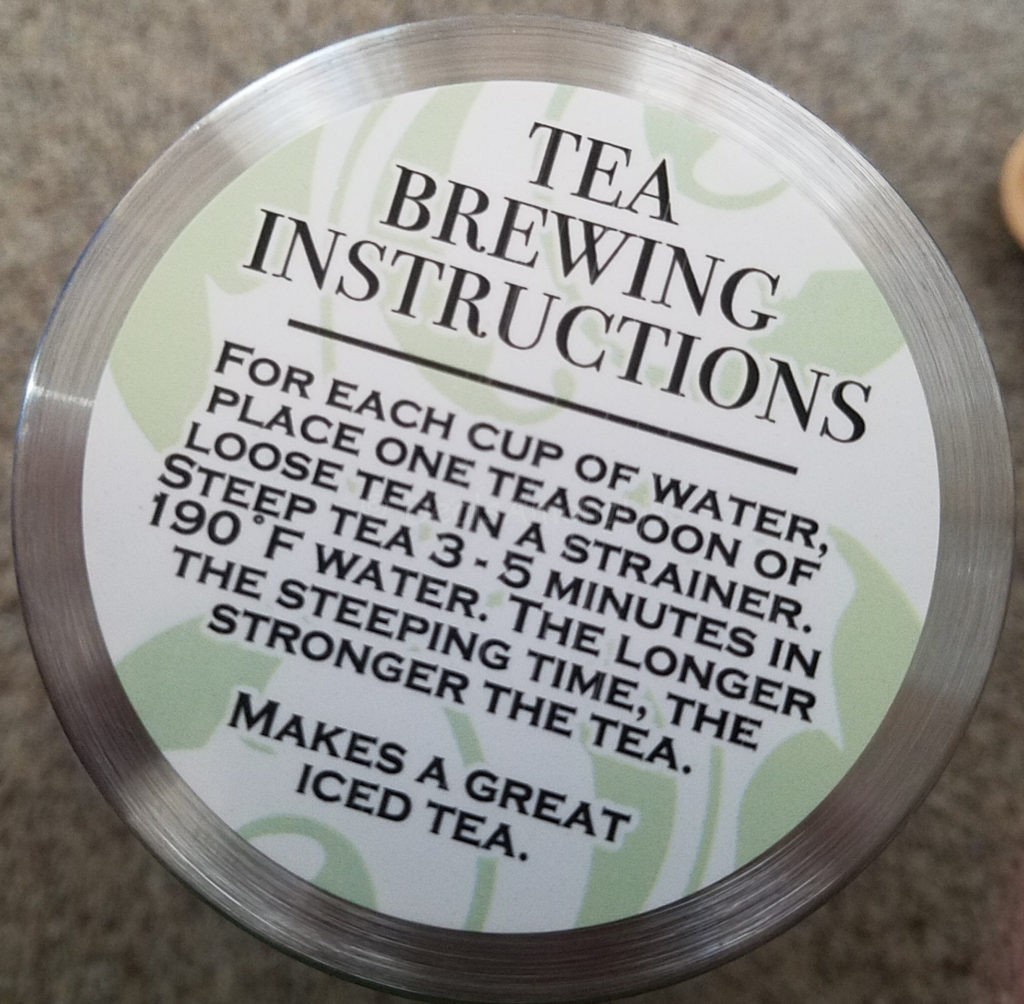 TEA
BREWING
INSTRUCTIONS
FOR EACH CUP OF WATER,
PLACE ONE TEASPOON OF
LOOSE TEA IN A STRAINER.
STEEP TEA 3 - 5 MINUTES IN
190°F WATER. THE LONGER
THE STEEPING TIME, THE
STRONGER THE TEA.
MAKES A GREAT
ICED TEA.